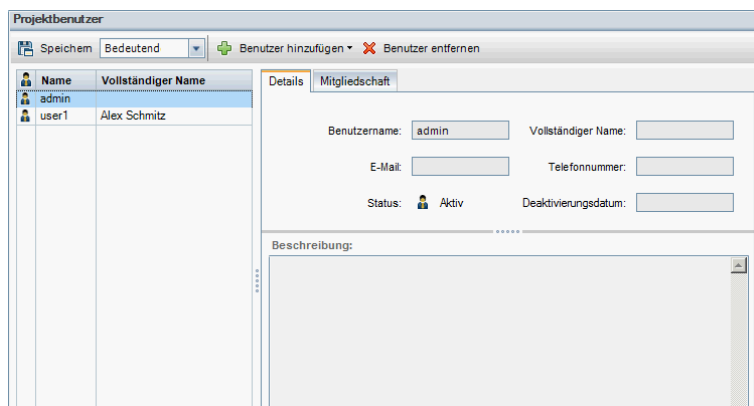 Projektbenutzer
Speichern Bedeutend Benutzer hinzufügen Benutzer entfernen
Name Vollständiger Name
admin
user1 Alex Schmitz
Details Mitgliedschaft
Benutzername: admin Vollständiger Name:
E-Mail: Telefonnummer:
Status: Aktiv Deaktivierungsdatum:
Beschreibung: